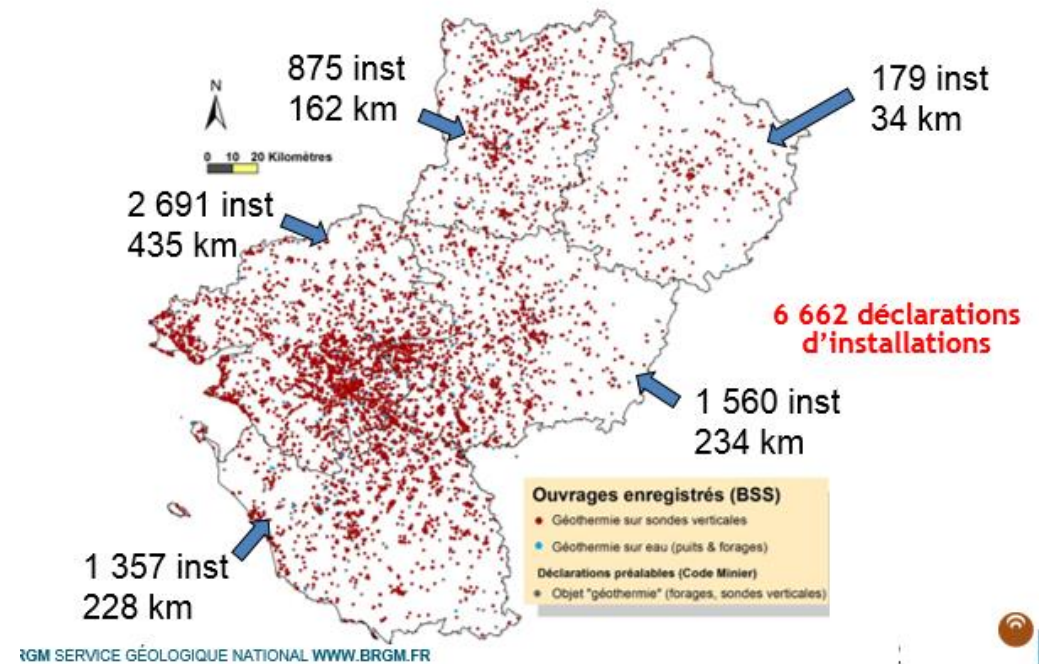 875 inst
162 km
179 inst
34 km
N
0 10 20 Kilomètres
2 691 inst
435 km
6 662 déclarations
d'installations
1 560 inst
234 km
Ouvrages enregistrés (BSS)
Géothermie sur sondes verticales
Géothermie sur eau (puits & forages)
Déclarations préalables (Code Minier)
Objet "géothermie" (forages, sondes verticales)
1 357 inst
228 km
RGM SERVICE GÉOLOGIQUE NATIONAL WWW.BRGM.FR